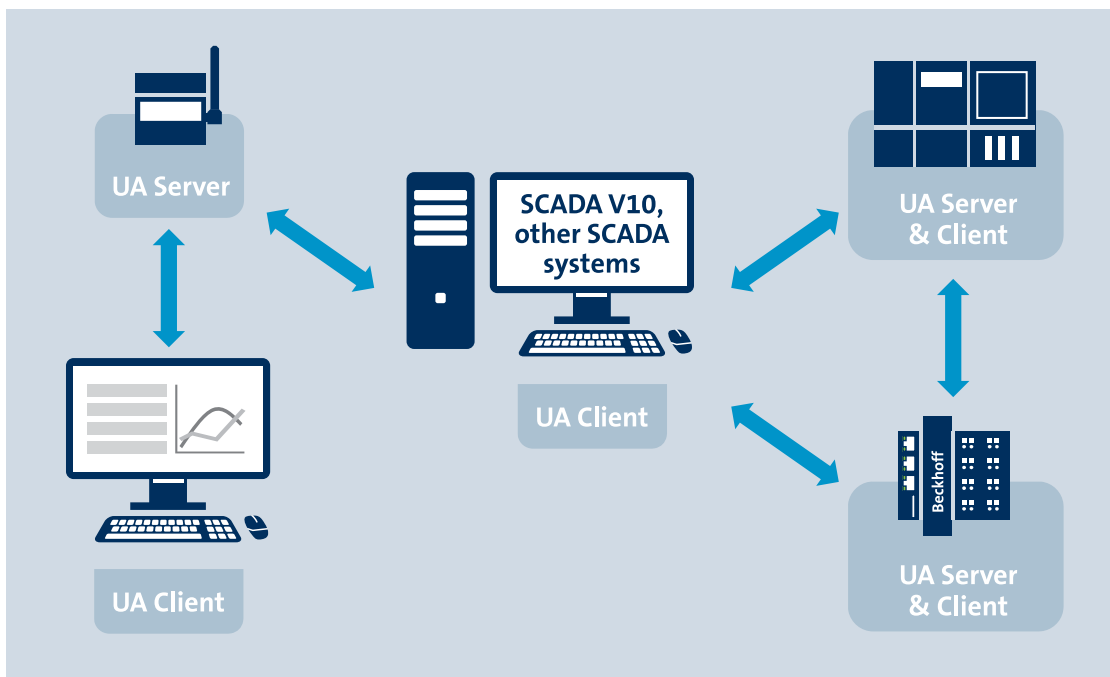 UA Server
SCADA V10,
other SCADA
systems
UA Server
& Client
UA Client
Beckhoff
UA Client
UA Server
& Client